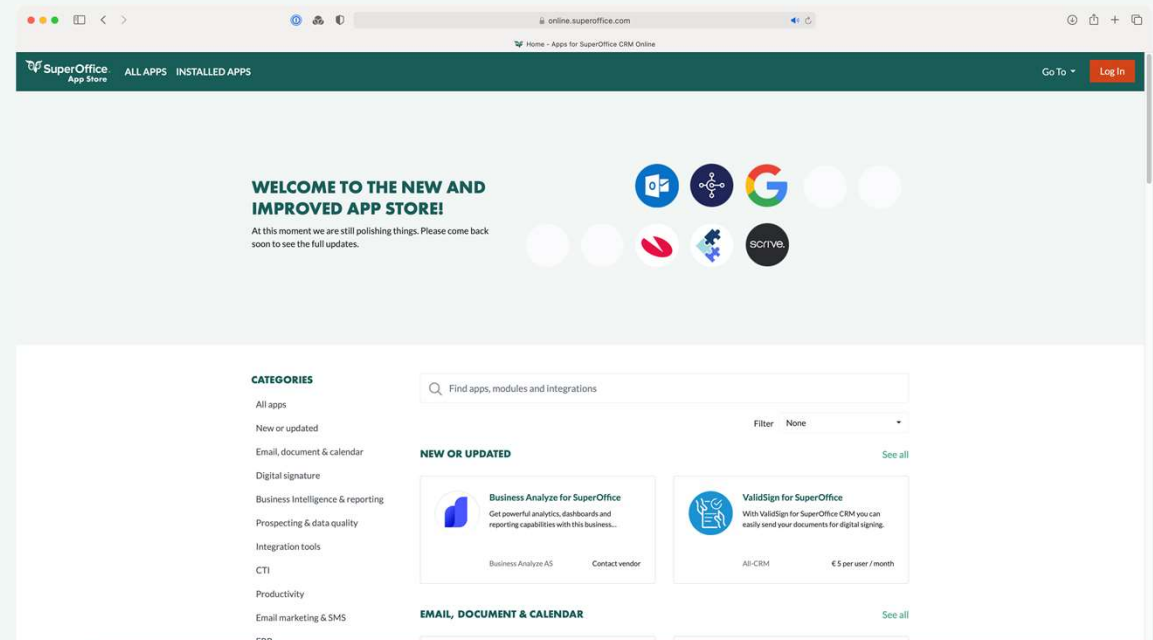 online.superoffice.com
Home - Apps for SuperOffice CRM Online
SuperOffice.
App Store
ALL APPS INSTALLED APPS
Go To
Log In
WELCOME TO THE NEW AND
IMPROVED APP STORE!
At this moment we are still polishing things. Please come back
soon to see the full updates.
scrive.
CATEGORIES
All apps
New or updated
Email, document & calendar
Digital signature
Business Intelligence & reporting
Prospecting & data quality
Integration tools
CTI
Productivity
Email marketing & SMS
ERP
Find apps, modules and integrations
Filter None
NEW OR UPDATED
See all
Business Analyze for SuperOffice
Get powerful analytics, dashboards and
reporting capabilities with this business...
Business Analyze AS
Contact vendor
ValidSign for SuperOffice
With ValidSign for SuperOffice CRM you can
easily send your documents for digital signing.
All-CRM
€ 5 per user / month
EMAIL, DOCUMENT & CALENDAR
See all